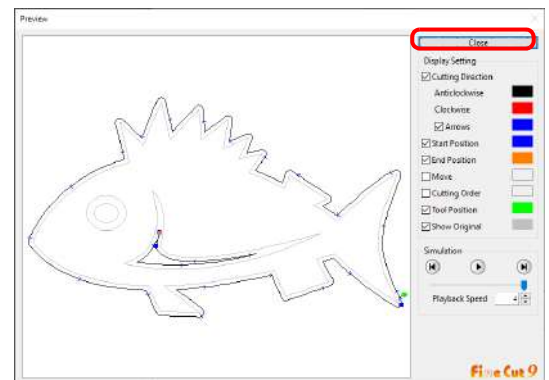 Preview
Close
Display Setting
Cutting Direction
Anticlockwise
Clockwise
Arrows
Start Position
End Position
Move
Cutting Order
Tool Position
Show Original
Simulation
Playback Speed 4
Fine Cut 9